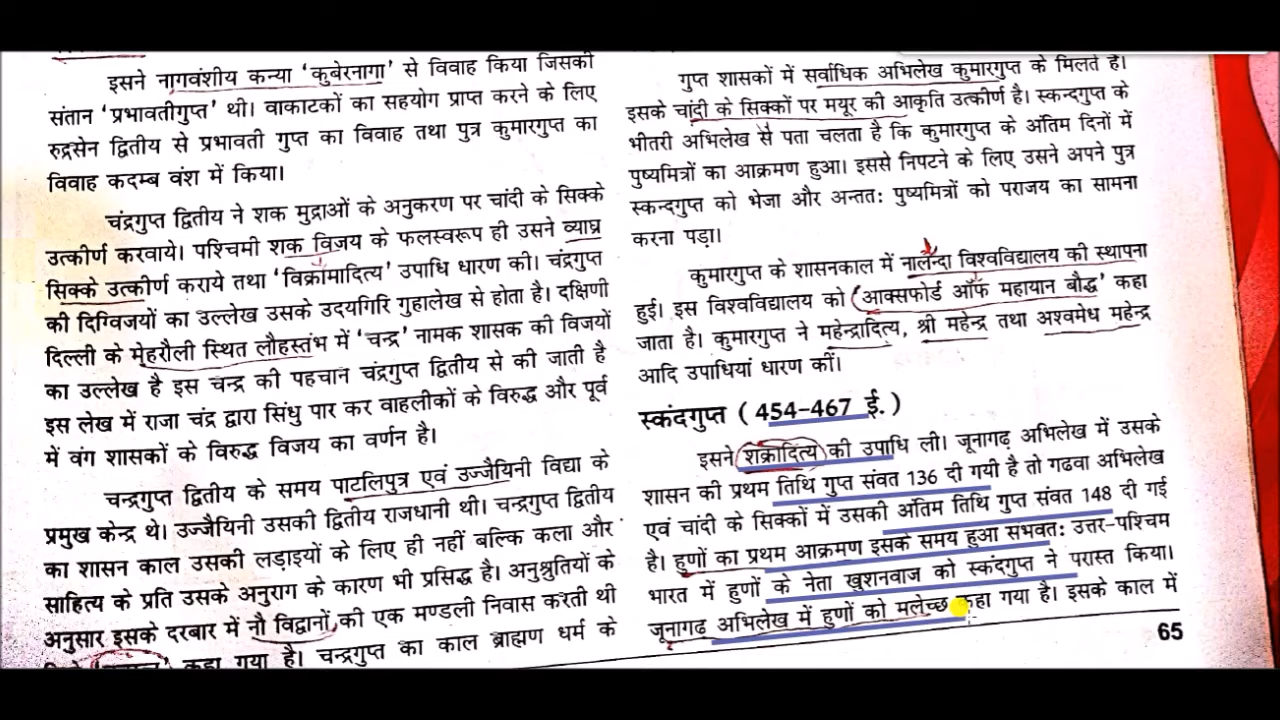 इसने नागवंशीय कन्या ‘कुबेरनागा’ से विवाह किया जिसकी
संतान ‘प्रभावतीगुप्त’ थी। वाकाटकों का सहयोग प्राप्त करने के लिए
रुद्रसेन द्वितीय से प्रभावती गुप्त का विवाह तथा पुत्र कुमारगुप्त का
विवाह कदम्ब वंश में किया।
चंद्रगुप्त द्वितीय ने शक मुद्राओं के अनुकरण पर चांदी के सिक्के
उत्कीर्ण करवाये। पश्चिमी शक विजय के फलस्वरूप ही उसने व्याघ्र
सिक्के उत्कीर्ण कराये तथा ‘विक्रामादित्य’ उपाधि धारण की। चंद्रगुप्त
की दिग्विजयों का उल्लेख उसके उदयगिरि गुहालेख से होता है। दक्षिणी
दिल्ली के मेहरौली स्थित लौहस्तंभ में ‘चन्द्र’ नामक शासक की विजयों
का उल्लेख है इस चन्द्र की पहचान चंद्रगुप्त द्वितीय से की जाती है
इस लेख में राजा चंद्र द्वारा सिंधु पार कर वाहलीकों के विरुद्ध और पूर्व
में वंग शासकों के विरुद्ध विजय का वर्णन है।
चन्द्रगुप्त द्वितीय के समय पाटलिपुत्र एवं उज्जैयिनी विद्या के
प्रमुख केन्द्र थे। उज्जैयिनी उसकी द्वितीय राजधानी थी। चन्द्रगुप्त द्वितीय
का शासन काल उसकी लड़ाइयों के लिए ही नहीं बल्कि कला और
साहित्य के प्रति उसके अनुराग के कारण भी प्रसिद्ध है। अनुश्रुतियों के
अनुसार इसके दरबार में नौ विद्वानों की एक मण्डली निवास करती थी
कहा गया है। चन्द्रगुप्त का काल ब्राह्मण धर्म के
गुप्त शासकों में सर्वाधिक अभिलेख कुमारगुप्त के मिलते हैं।
इसके चांदी के सिक्कों पर मयूर की आकृति उत्कीर्ण है। स्कन्दगुप्त के
भीतरी अभिलेख से पता चलता है कि कुमारगुप्त के अंतिम दिनों में
पुष्यमित्रों का आक्रमण हुआ। इससे निपटने के लिए उसने अपने पुत्र
स्कन्दगुप्त को भेजा और अन्ततः पुष्यमित्रों को पराजय का सामना
करना पड़ा।
कुमारगुप्त के शासनकाल में नालन्दा विश्वविद्यालय की स्थापना
हुई। इस विश्वविद्यालय को ‘आक्सफोर्ड ऑफ महायान बौद्ध’ कहा
जाता है। कुमारगुप्त ने महेन्द्रादित्य, श्री महेन्द्र तथा अश्वमेध महेन्द्र
आदि उपाधियां धारण कीं।
स्कंदगुप्त ( 454-467 ई. )
इसने शक्रादित्य की उपाधि ली। जूनागढ़ अभिलेख में उसके
शासन की प्रथम तिथि गुप्त संवत 136 दी गयी है तो गढवा अभिलेख
एवं चांदी के सिक्कों में उसकी अंतिम तिथि गुप्त संवत 148 दी गई
है। हुणों का प्रथम आक्रमण इसके समय हुआ संभवतः उत्तर-पश्चिम
भारत में हुणों के नेता खुशनवाज को स्कंदगुप्त ने परास्त किया।
जूनागढ अभिलेख में हुणों को मलेच्छ कहा गया है। इसके काल में
65